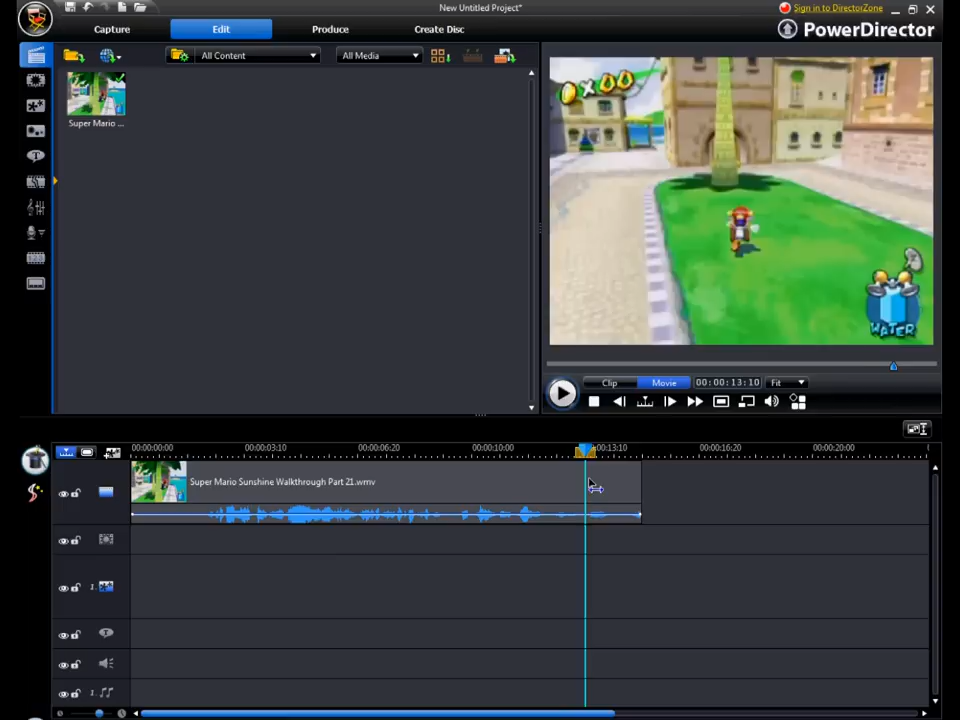 New Untitled Project*
Sign in to DirectorZone
Capture
Edit
Produce
Create Disc
PowerDirector
All Content
All Media
Super Mario ...
WATER
Clip
Movie
00:00:13:10
Fit
00:00:00:00
00:00:03:10
00:00:06:20
00:00:10:00
00:00:13:10
00:00:16:20
00:00:20:00
Super Mario Sunshine Walkthrough Part 21.wmv
1.
1.